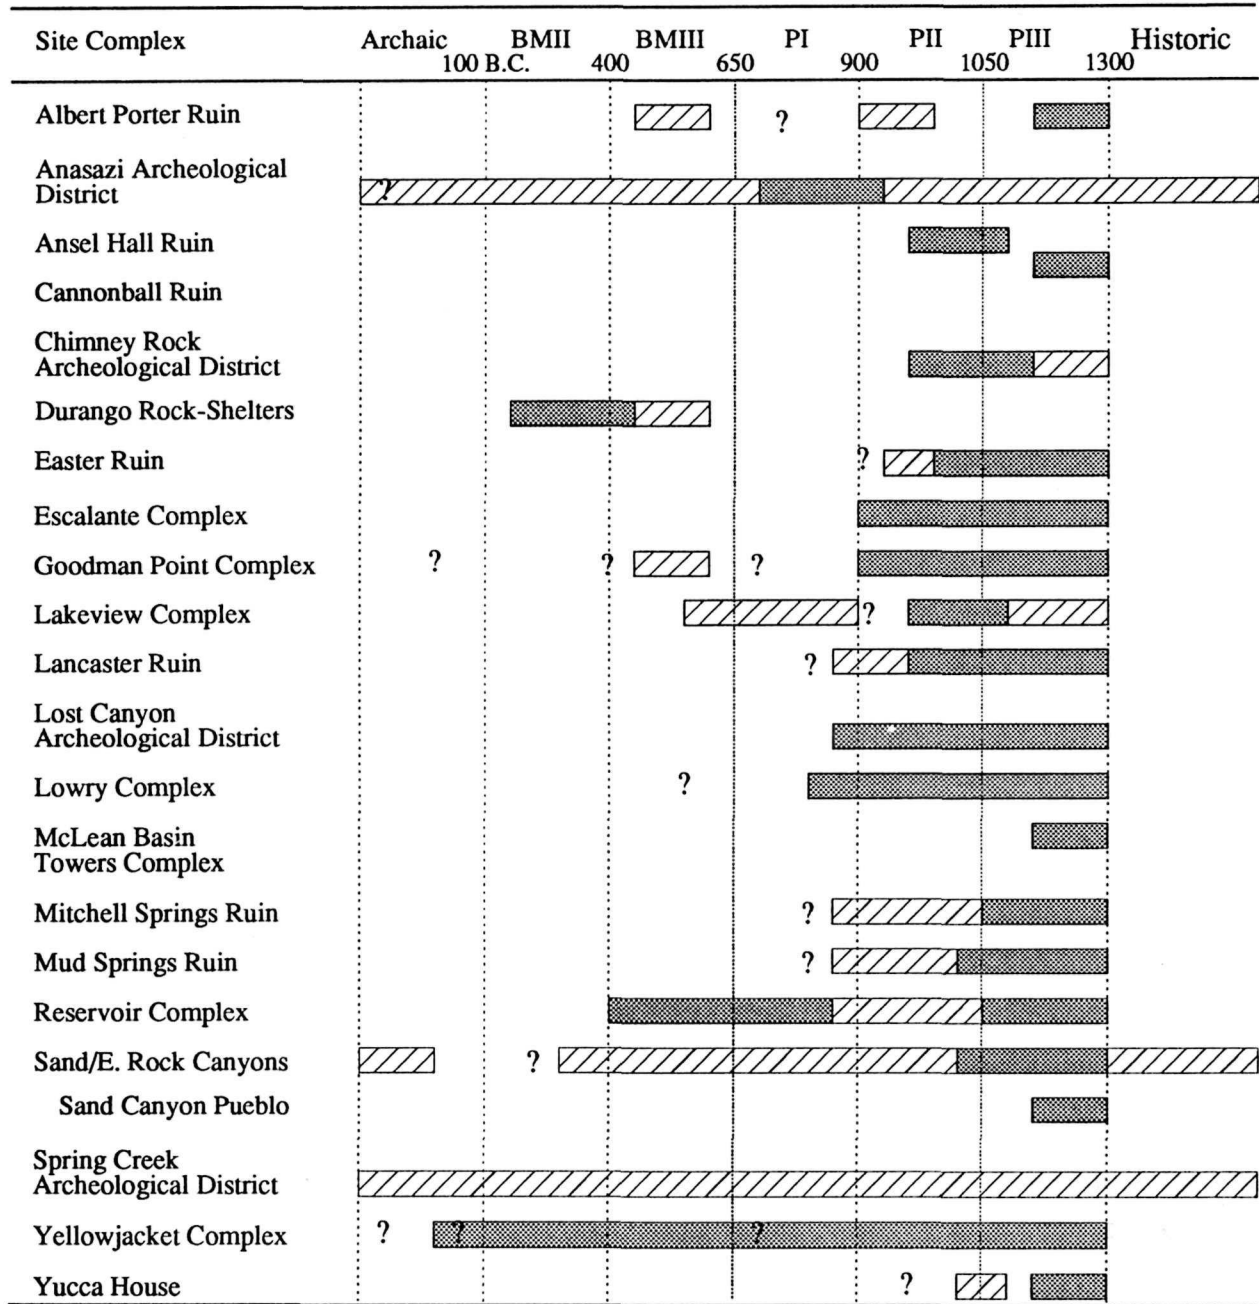 Site Complex Archaic BMII BMIII PI PII PIII Historic
100 B.C. 400 650 900 1050 1300
Albert Porter Ruin ?
Anasazi Archeological
District ?
Ansel Hall Ruin
Cannonball Ruin
Chimney Rock
Archeological District
Durango Rock-Shelters
Easter Ruin ?
Escalante Complex
Goodman Point Complex ? ? ?
Lakeview Complex ?
Lancaster Ruin ?
Lost Canyon
Archeological District
Lowry Complex ?
McLean Basin
Towers Complex
Mitchell Springs Ruin ?
Mud Springs Ruin ?
Reservoir Complex
Sand/E. Rock Canyons ?
Sand Canyon Pueblo
Spring Creek
Archeological District
Yellowjacket Complex ? ? ?
Yucca House ?